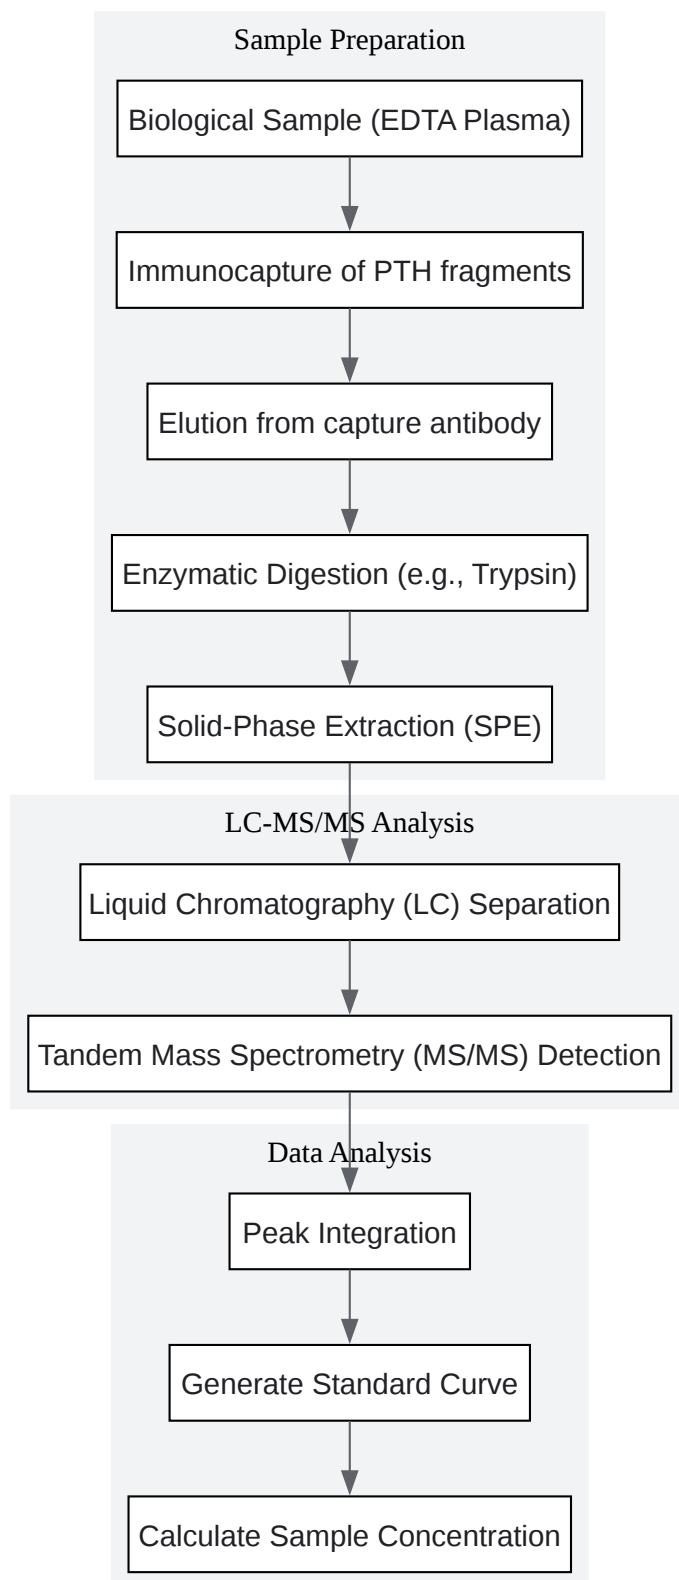 Sample Preparation
Biological Sample (EDTA Plasma)
Immunocapture of PTH fragments
Elution from capture antibody
Enzymatic Digestion (e.g., Trypsin)
Solid-Phase Extraction (SPE)
LC-MS/MS Analysis
Liquid Chromatography (LC) Separation
Tandem Mass Spectrometry (MS/MS) Detection
Data Analysis
Peak Integration
Generate Standard Curve
Calculate Sample Concentration